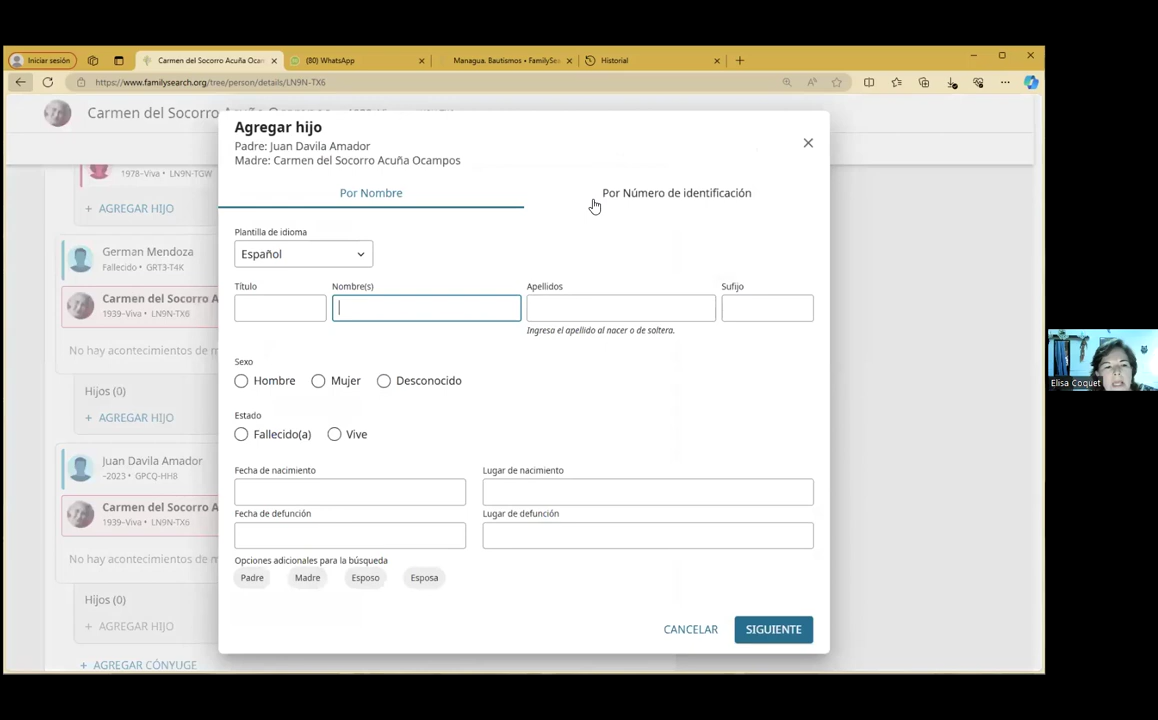 Iniciar sesión
Carmen del Socorro Acuña Ocam
(80) WhatsApp
Managua. Bautismos • FamilySea
Historial
https://www.familysearch.org/tree/person/details/LN9N-TX6
Carmen del Socorro Acuña Ocampos
1978–Viva • LN9N-TGW
+ AGREGAR HIJO
German Mendoza
Fallecido • GRT3-T4K
Carmen del Socorro A
1939–Viva • LN9N-TX6
No hay acontecimientos de m
Hijos (0)
+ AGREGAR HIJO
Juan Davila Amador
~2023 • GPCQ-HH8
Carmen del Socorro A
1939–Viva • LN9N-TX6
No hay acontecimientos de m
Hijos (0)
+ AGREGAR HIJO
+ AGREGAR CÓNYUGE
Agregar hijo
Padre: Juan Davila Amador
Madre: Carmen del Socorro Acuña Ocampos
Por Nombre
Por Número de identificación
Plantilla de idioma
Español
Título
Nombre(s)
Apellidos
Sufijo
Ingresa el apellido al nacer o de soltera.
Sexo
Hombre
Mujer
Desconocido
Estado
Fallecido(a)
Vive
Fecha de nacimiento
Lugar de nacimiento
Fecha de defunción
Lugar de defunción
Opciones adicionales para la búsqueda
Padre
Madre
Esposo
Esposa
CANCELAR
SIGUIENTE
Elisa Coquet